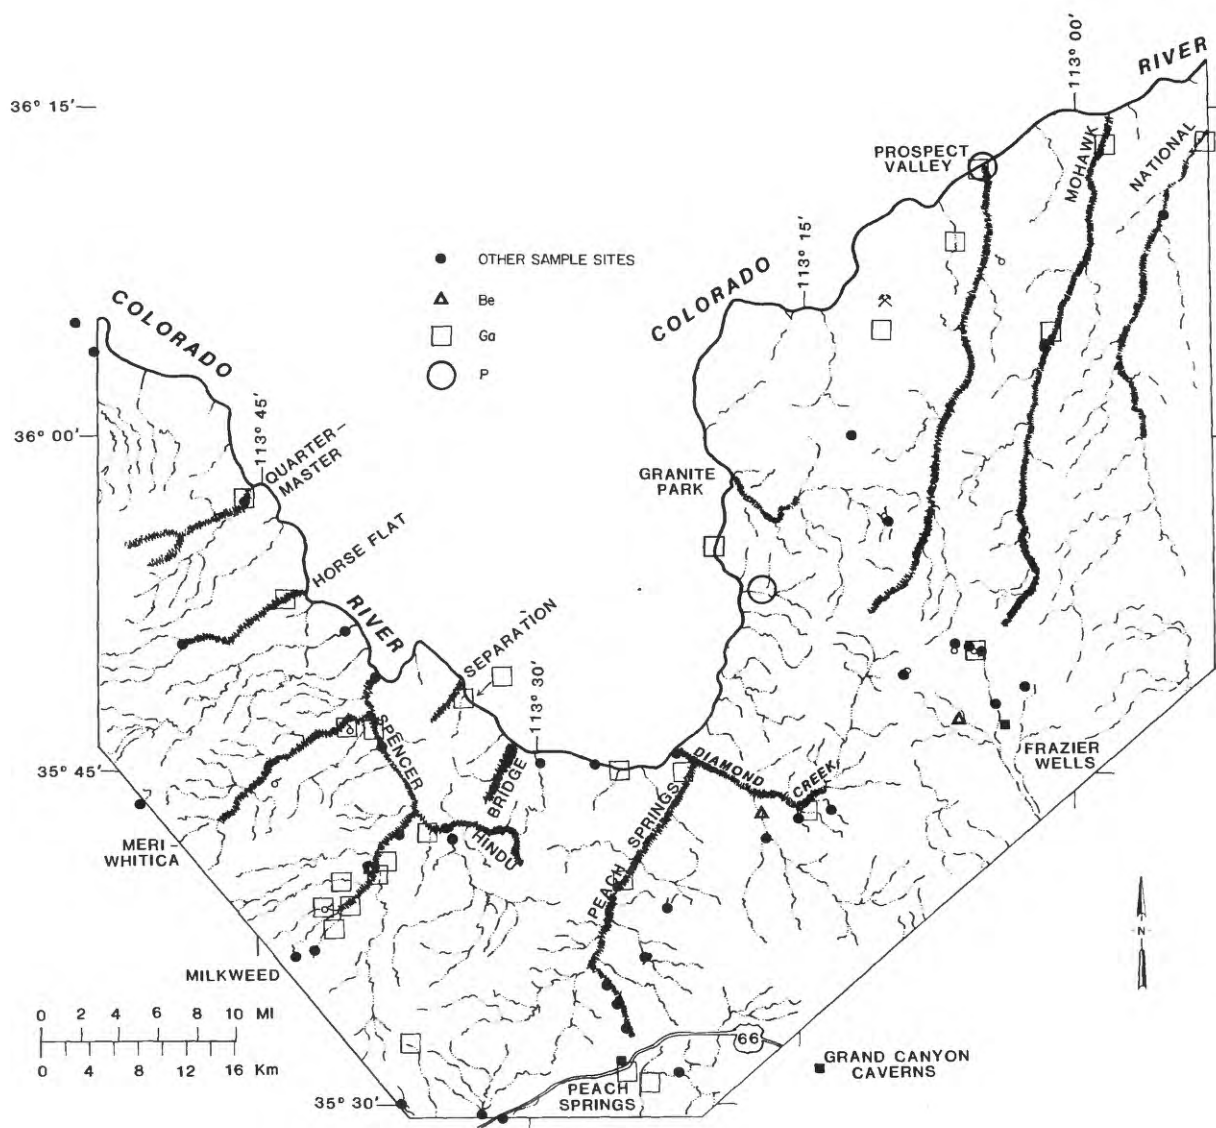 RIVER
113° 00′
36° 15′
PROSPECT
VALLEY
MOHAWK
NATIONAL
113° 15′
OTHER SAMPLE SITES
Be
Ga
P
COLORADO
COLORADO
36° 00′
113° 45′
QUARTER-
MASTER
GRANITE
PARK
HORSE FLAT
RIVER
SEPARATION
113° 30′
SPENCER
FRAZIER
WELLS
35° 45′
BRIDGE
DIAMOND
CREEK
HINDU
PEACH SPRINGS
MERI-
WHITICA
MILKWEED
N
0 2 4 6 8 10 MI
0 4 8 12 16 Km
66
GRAND CANYON
CAVERNS
PEACH
SPRINGS
35° 30′